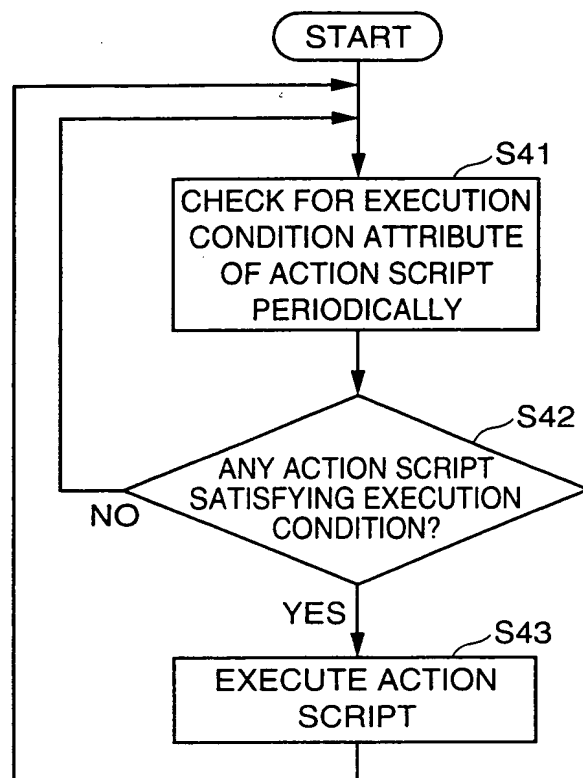 START
S41
CHECK FOR EXECUTION
CONDITION ATTRIBUTE
OF ACTION SCRIPT
PERIODICALLY
S42
ANY ACTION SCRIPT
SATISFYING EXECUTION
CONDITION?
NO
YES
S43
EXECUTE ACTION
SCRIPT